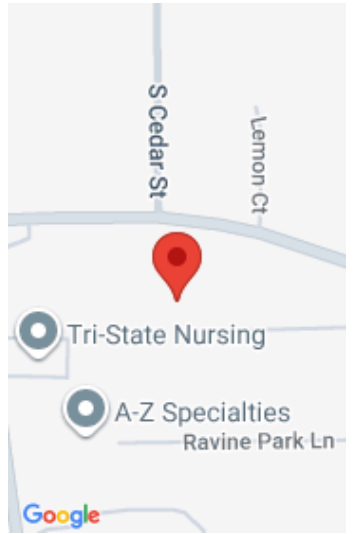 S Cedar St
Lemon Ct
Tri-State Nursing
A-Z Specialties
Ravine Park Ln
Google